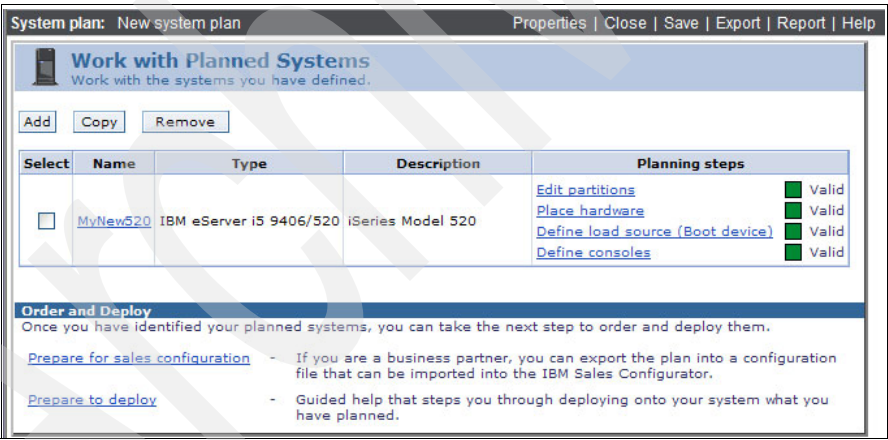 System plan: New system plan Properties | Close | Save | Export | Report | Help
Work with Planned Systems
Work with the systems you have defined.
Add Copy Remove
Select Name Type Description Planning steps
Edit partitions Valid
Place hardware Valid
MyNew520 IBM eServer i5 9406/520 iSeries Model 520
Define load source (Boot device) Valid
Define consoles Valid
Order and Deploy
Once you have identified your planned systems, you can take the next step to order and deploy them.
Prepare for sales configuration - If you are a business partner, you can export the plan into a configuration
file that can be imported into the IBM Sales Configurator.
Prepare to deploy - Guided help that steps you through deploying onto your system what you
have planned.